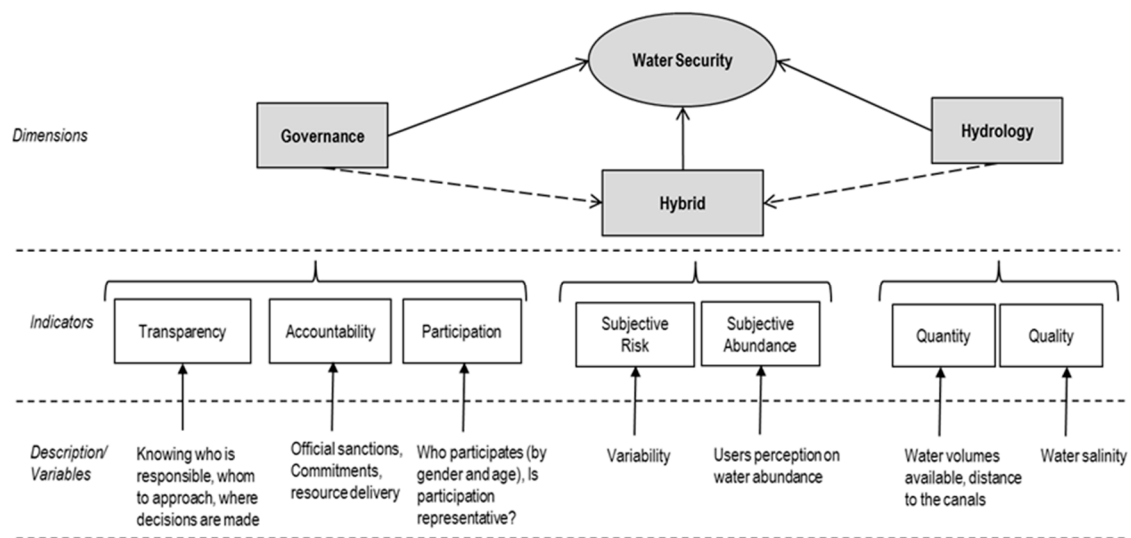 Water Security
Dimensions
Governance
Hydrology
Hybrid
Indicators
Transparency
Accountability
Participation
Subjective
Risk
Subjective
Abundance
Quantity
Quality
Description/
Variables
Knowing who is
responsible, whom
to approach, where
decisions are made
Official sanctions,
Commitments,
resource delivery
Who participates (by
gender and age), Is
participation
representative?
Variability
Users perception on
water abundance
Water volumes
available, distance
to the canals
Water salinity